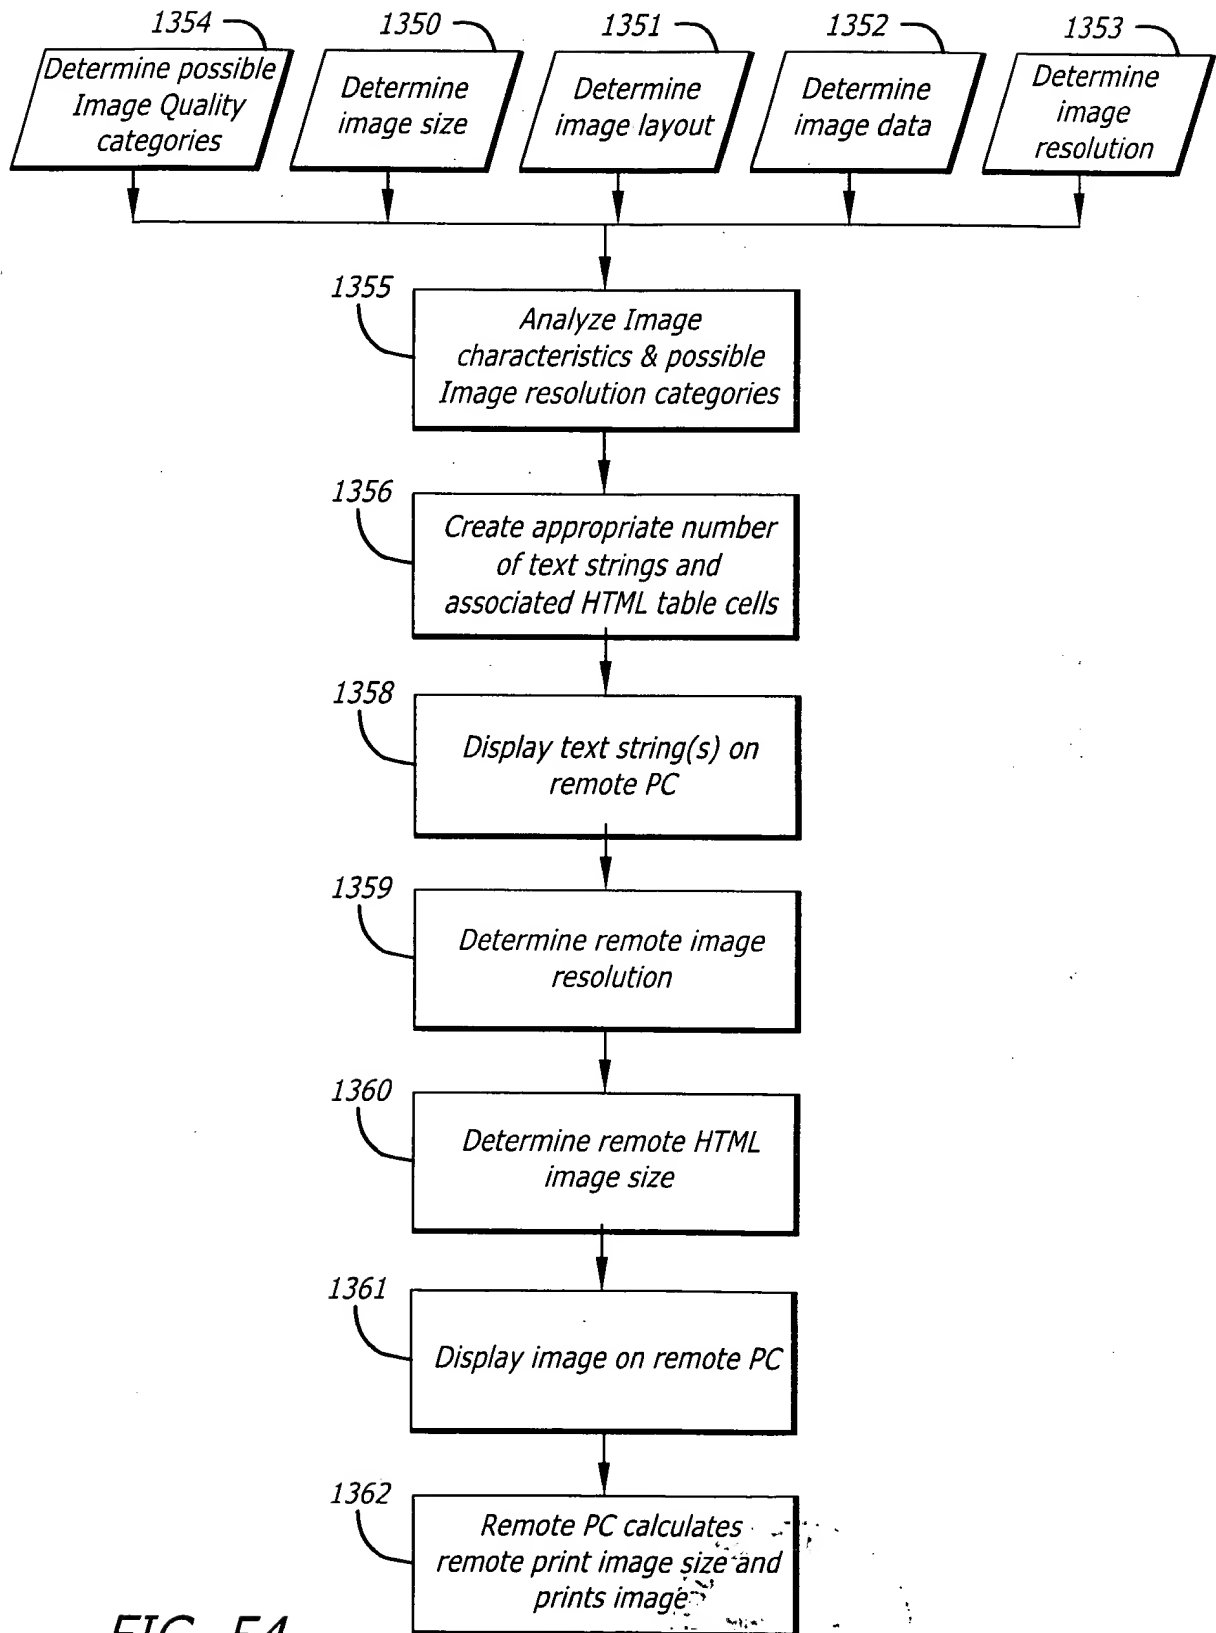 1354
1350
1351
1352
1353
Determine possible
Image Quality
categories
Determine
image size
Determine
image layout
Determine
image data
Determine
image
resolution
1355
Analyze Image
characteristics & possible
Image resolution categories
1356
Create appropriate number
of text strings and
associated HTML table cells
1358
Display text string(s) on
remote PC
1359
Determine remote image
resolution
1360
Determine remote HTML
image size
1361
Display image on remote PC
1362
Remote PC calculates
remote print image size and
prints image
FIG. 54